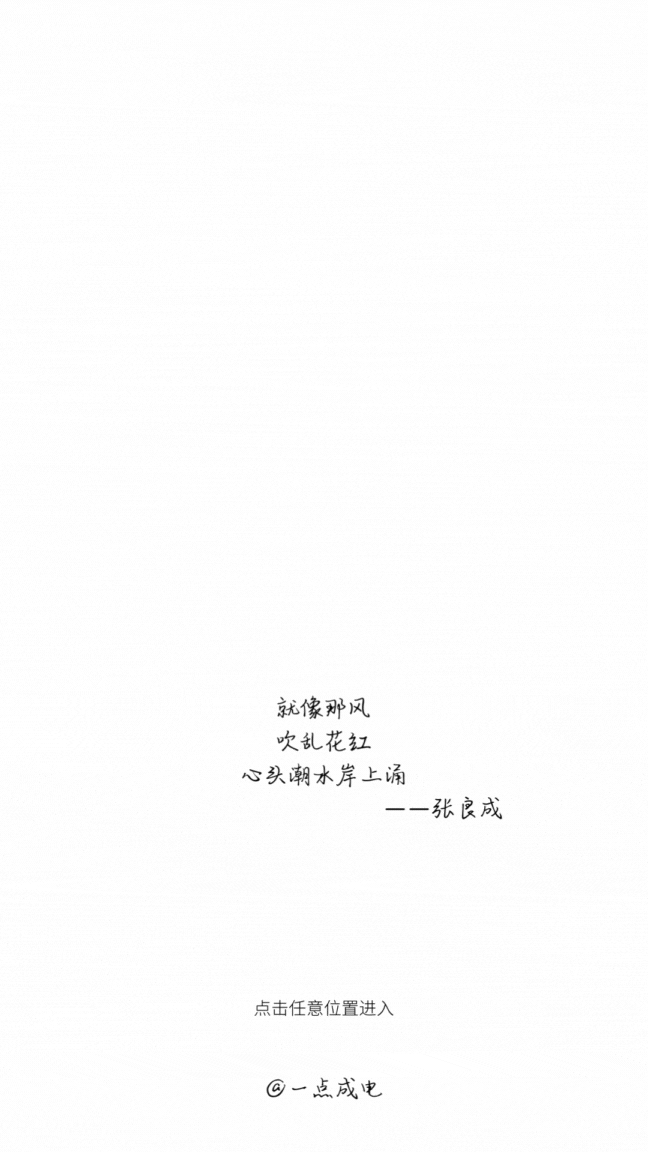 就像那风
吹乱花红
心头潮水岸上涌
——张良成
点击任意位置进入
@一点成电